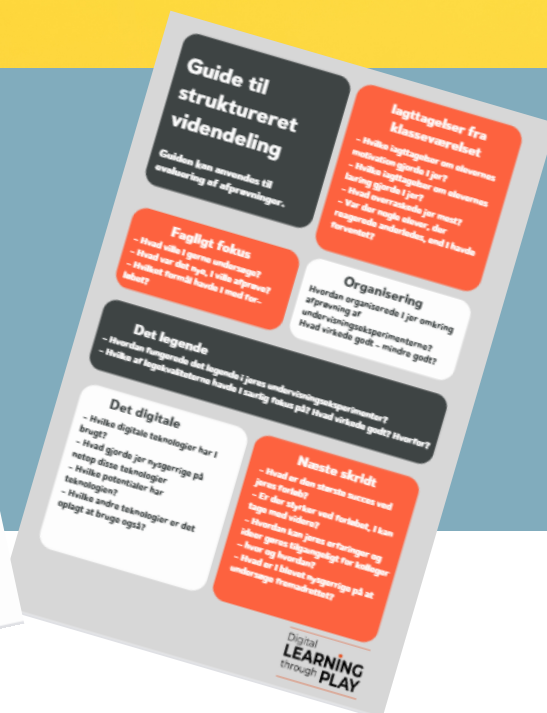 Guide til
struktureret
videndeling
Guiden kan anvendes til
evaluering af afprøvninger.
Iagttagelser fra
klasseværelset
– Hvilke iagttagelser om elevernes
motivation gjorde I jer?
– Hvilke iagttagelser om elevernes
læring gjorde I jer?
– Hvad overraskede jer mest?
– Var der nogle elever, der
reagerede anderledes, end I havde
forventet?
Fagligt fokus
– Hvad ville I gerne undersøge?
– Hvad var det nye, I ville afprøve?
– Hvilket formål havde I med for-
løbet?
Organisering
Hvordan organiserede I jer omkring
afprøvning af
undervisningseksperimenterne?
Hvad virkede godt – mindre godt?
Det legende
– Hvordan fungerede det legende i jeres undervisningseksperimenter?
– Hvilke af legekvaliteterne havde I særlig fokus på? Hvad virkede godt? Hvorfor?
Det digitale
– Hvilke digitale teknologier har I
brugt?
– Hvad gjorde jer nysgerrige på
netop disse teknologier
– Hvilke potentialer har
teknologien?
– Hvilke andre teknologier er det
oplagt at bruge også?
Næste skridt
– Hvad er den største succes ved
jeres forløb?
– Er der styrker ved forløbet, I kan
tage med videre?
– Hvordan kan jeres erfaringer og
ideer gøres tilgængeligt for kolleger
– hvor og hvordan?
– Hvad er I blevet nysgerrige på at
undersøge fremadrettet?
Digital
LEARNING
through PLAY